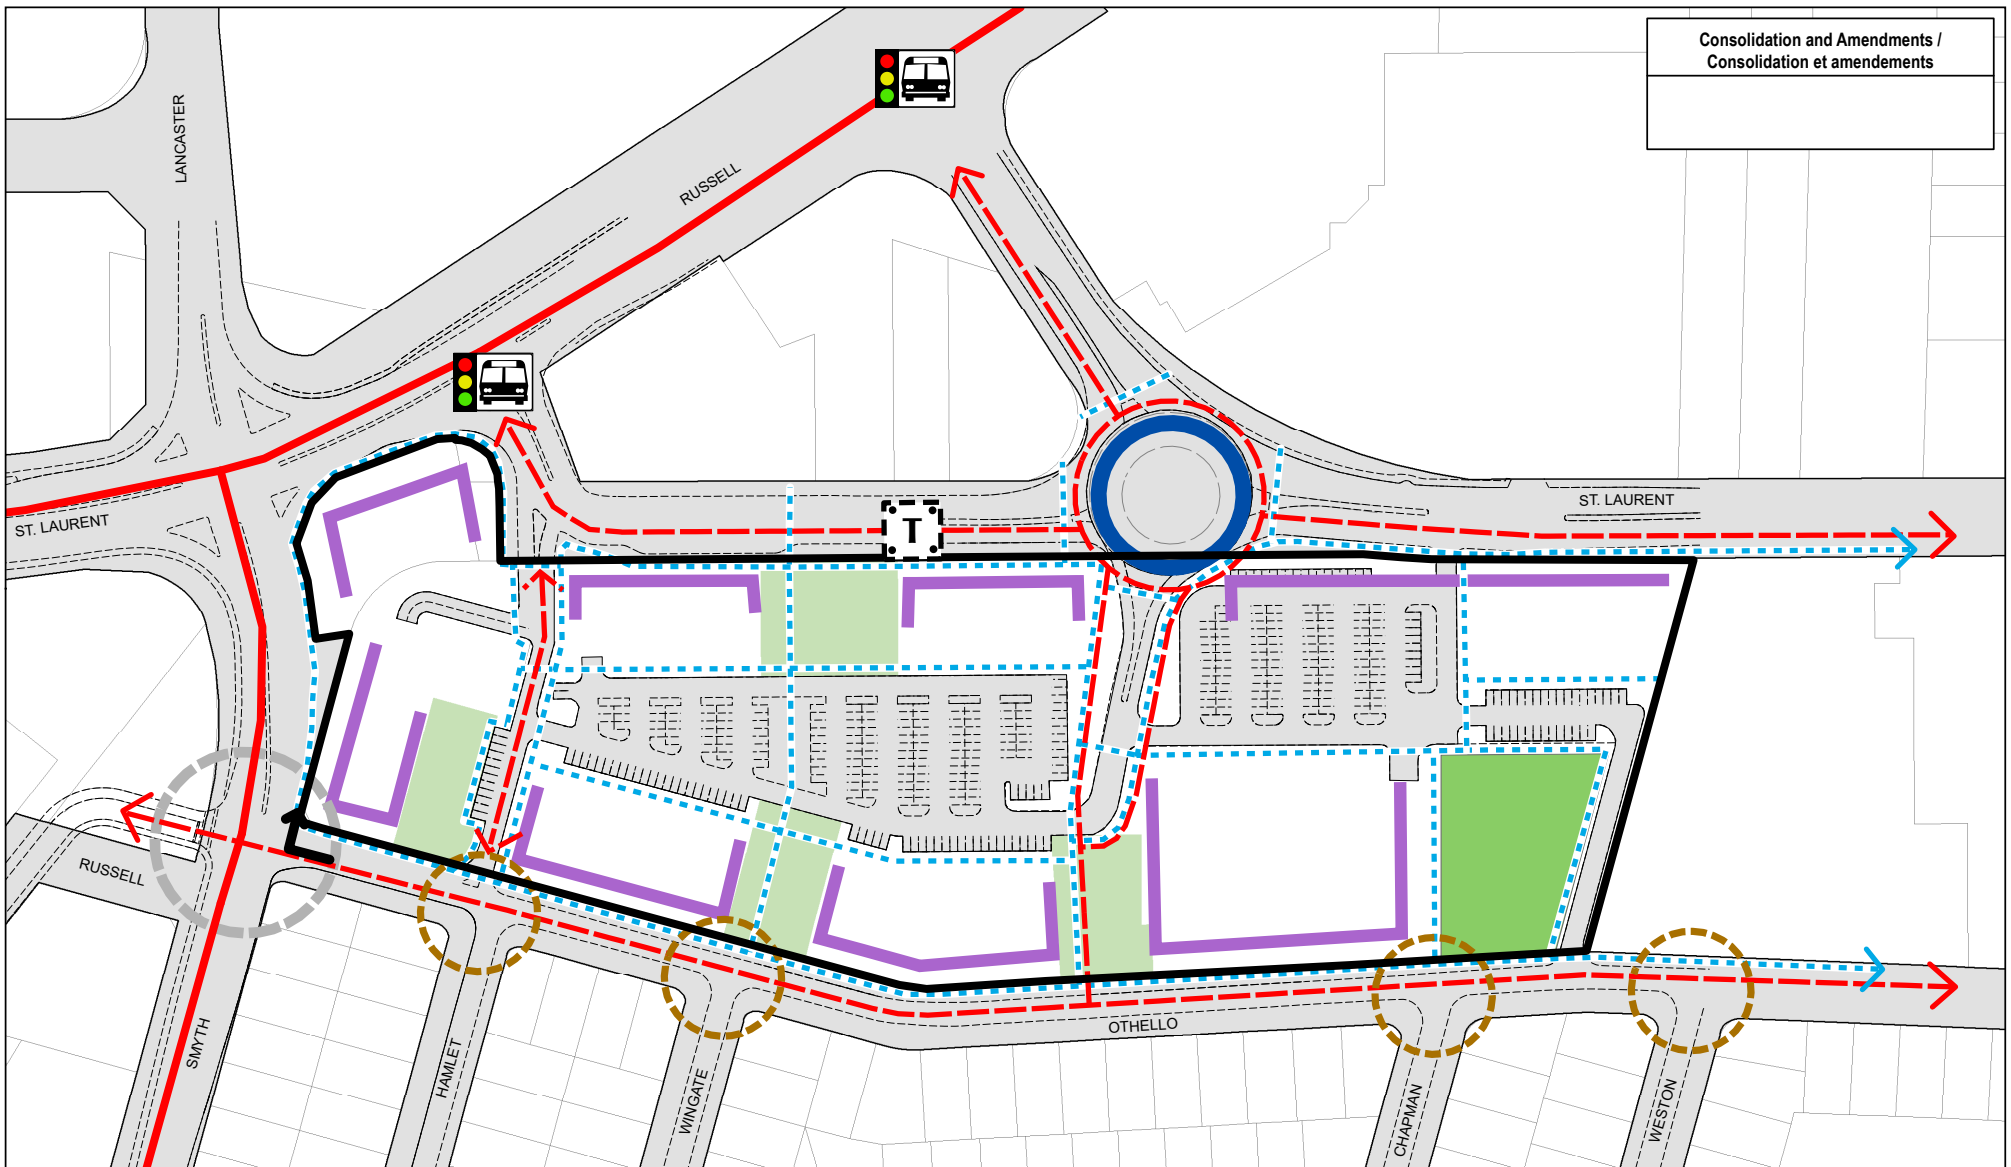 Consolidation and Amendments /
Consolidation et amendements
LANCASTER
RUSSELL
ST. LAURENT
ST. LAURENT
T
RUSSELL
SMYTH
HAMLET
WINGATE
OTHELLO
CHAPMAN
WESTON